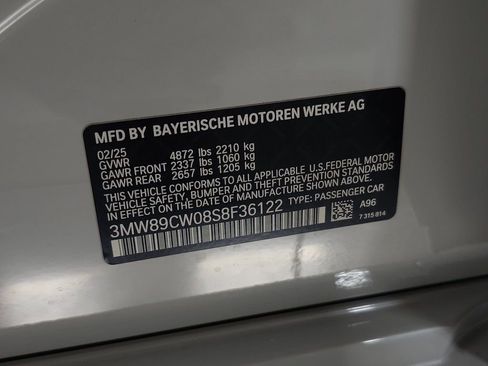 MFD BY BAYERISCHE MOTOREN WERKE AG
02/25
GVWR 4872 lbs 2210 kg
GAWR FRONT 2337 lbs 1060 kg
GAWR REAR 2657 lbs 1205 kg
THIS VEHICLE CONFORMS TO ALL APPLICABLE U.S.FEDERAL MOTOR
VEHICLE SAFETY, BUMPER, AND THEFT PREVENTION STANDARDS
IN EFFECT ON THE DATE OF MANUFACTURE SHOWN ABOVE.
3MW89CW08S8F36122 TYPE: PASSENGER CAR
A96
7 315 814